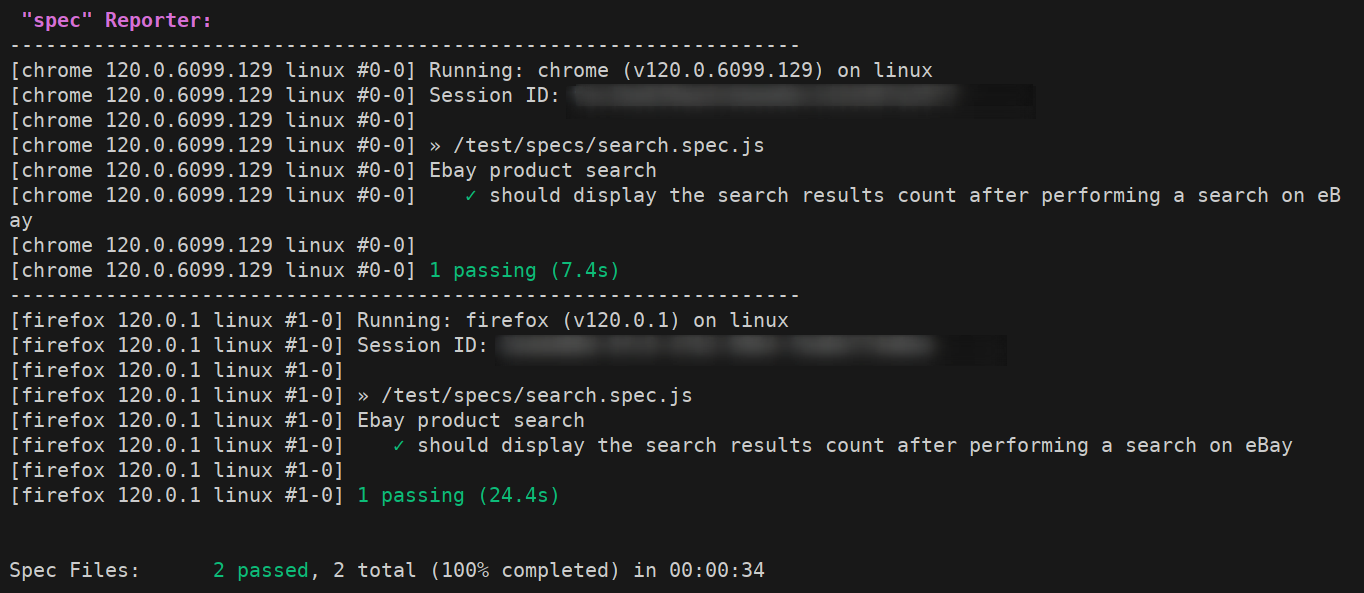 "spec" Reporter:
------------------------------------------------------------------
[chrome 120.0.6099.129 linux #0-0] Running: chrome (v120.0.6099.129) on linux
[chrome 120.0.6099.129 linux #0-0] Session ID:
[chrome 120.0.6099.129 linux #0-0]
[chrome 120.0.6099.129 linux #0-0] » /test/specs/search.spec.js
[chrome 120.0.6099.129 linux #0-0] Ebay product search
[chrome 120.0.6099.129 linux #0-0]    ✓ should display the search results count after performing a search on eB
ay
[chrome 120.0.6099.129 linux #0-0]
[chrome 120.0.6099.129 linux #0-0] 1 passing (7.4s)
------------------------------------------------------------------
[firefox 120.0.1 linux #1-0] Running: firefox (v120.0.1) on linux
[firefox 120.0.1 linux #1-0] Session ID:
[firefox 120.0.1 linux #1-0]
[firefox 120.0.1 linux #1-0] » /test/specs/search.spec.js
[firefox 120.0.1 linux #1-0] Ebay product search
[firefox 120.0.1 linux #1-0]    ✓ should display the search results count after performing a search on eBay
[firefox 120.0.1 linux #1-0]
[firefox 120.0.1 linux #1-0] 1 passing (24.4s)
Spec Files:      2 passed, 2 total (100% completed) in 00:00:34